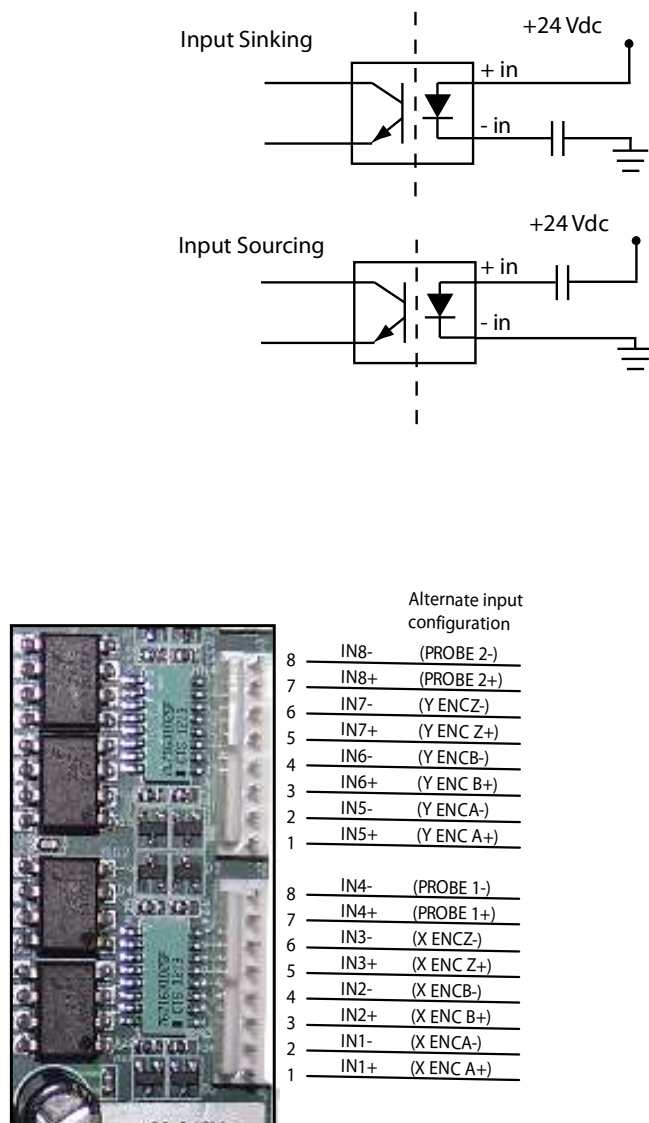 +24 Vdc
Input Sinking
+ in
- in
+24 Vdc
Input Sourcing
+ in
- in
Alternate input
configuration
8 IN8- (PROBE 2-)
7 IN8+ (PROBE 2+)
6 IN7- (Y ENCZ-)
5 IN7+ (Y ENC Z+)
4 IN6- (Y ENCB-)
3 IN6+ (Y ENC B+)
2 IN5- (Y ENCA-)
1 IN5+ (Y ENC A+)
8 IN4- (PROBE 1-)
7 IN4+ (PROBE 1+)
6 IN3- (X ENCZ-)
5 IN3+ (X ENC Z+)
4 IN2- (X ENCB-)
3 IN2+ (X ENC B+)
2 IN1- (X ENCA-)
1 IN1+ (X ENC A+)